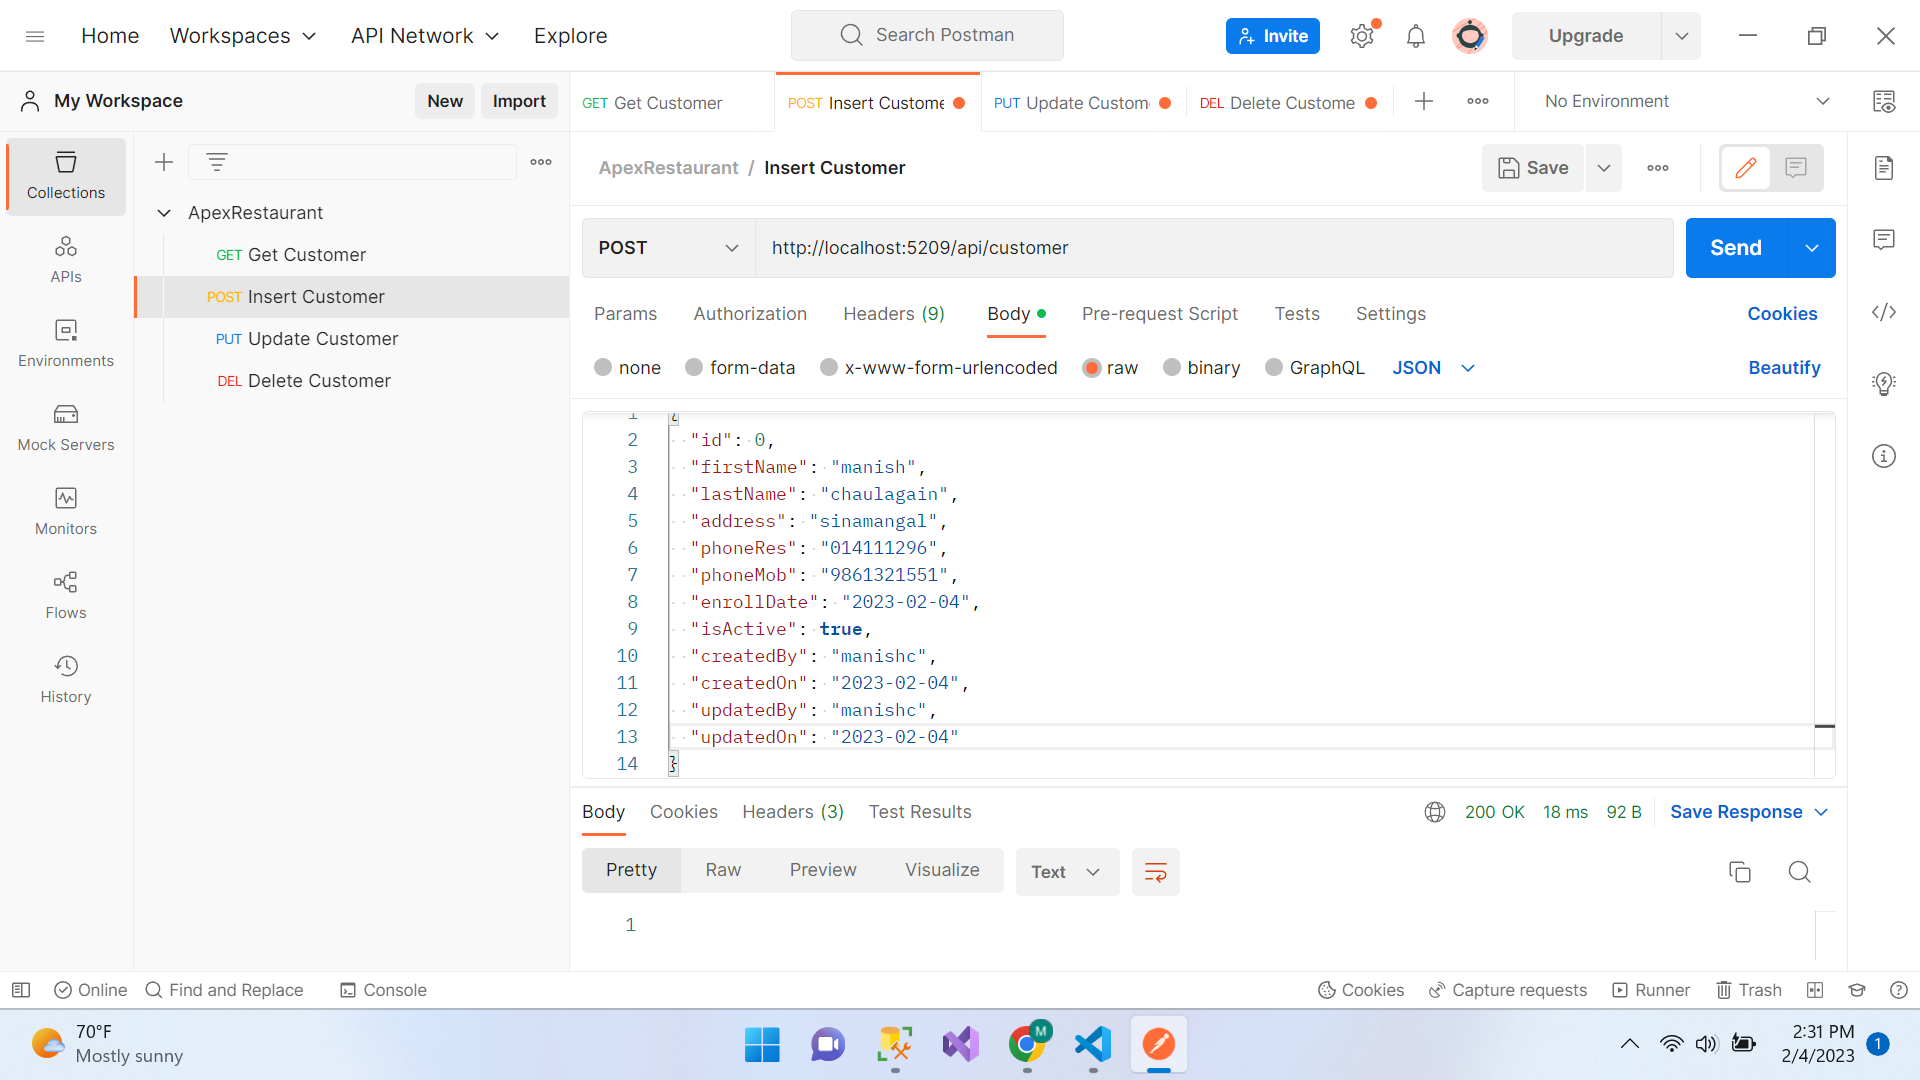 Home Workspaces API Network Explore Search Postman Invite Upgrade
My Workspace New Import GET Get Customer POST Insert Custome PUT Update Custom DEL Delete Custome No Environment
Collections
ApexRestaurant / Insert Customer Save
ApexRestaurant
GET Get Customer
POST Insert Customer
PUT Update Customer
DEL Delete Customer
APIs
Environments
Mock Servers
Monitors
Flows
History
POST http://localhost:5209/api/customer Send
Params Authorization Headers (9) Body Pre-request Script Tests Settings Cookies
none form-data x-www-form-urlencoded raw binary GraphQL JSON Beautify
1 {
2 "id": 0,
3 "firstName": "manish",
4 "lastName": "chaulagain",
5 "address": "sinamangal",
6 "phoneRes": "014111296",
7 "phoneMob": "9861321551",
8 "enrollDate": "2023-02-04",
9 "isActive": true,
10 "createdBy": "manishc",
11 "createdOn": "2023-02-04",
12 "updatedBy": "manishc",
13 "updatedOn": "2023-02-04"
14 }
Body Cookies Headers (3) Test Results 200 OK 18 ms 92 B Save Response
Pretty Raw Preview Visualize Text
1
Online Find and Replace Console Cookies Capture requests Runner Trash
70°F
Mostly sunny
M
2:31 PM
2/4/2023
1